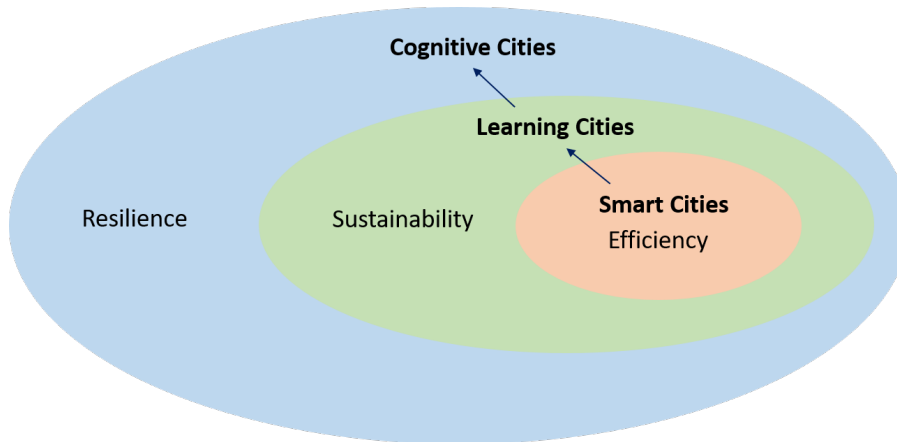 Cognitive Cities
Learning Cities
Smart Cities
Resilience
Sustainability
Efficiency